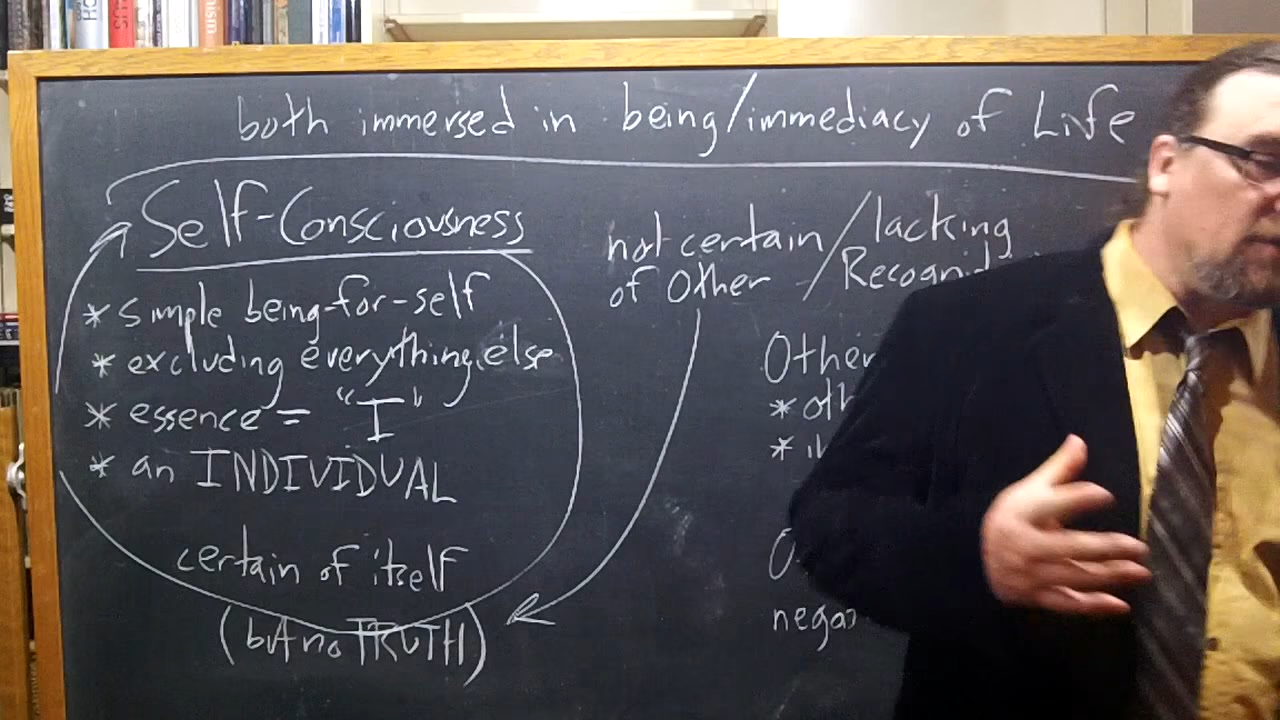 both immersed in being/immediacy of Life
Self-Consciousness
* simple being-for-self
* excluding everything else
* essence = "I"
* an INDIVIDUAL
certain of itself
(but no TRUTH)
not certain/lacking
of Other /
Other
*
*